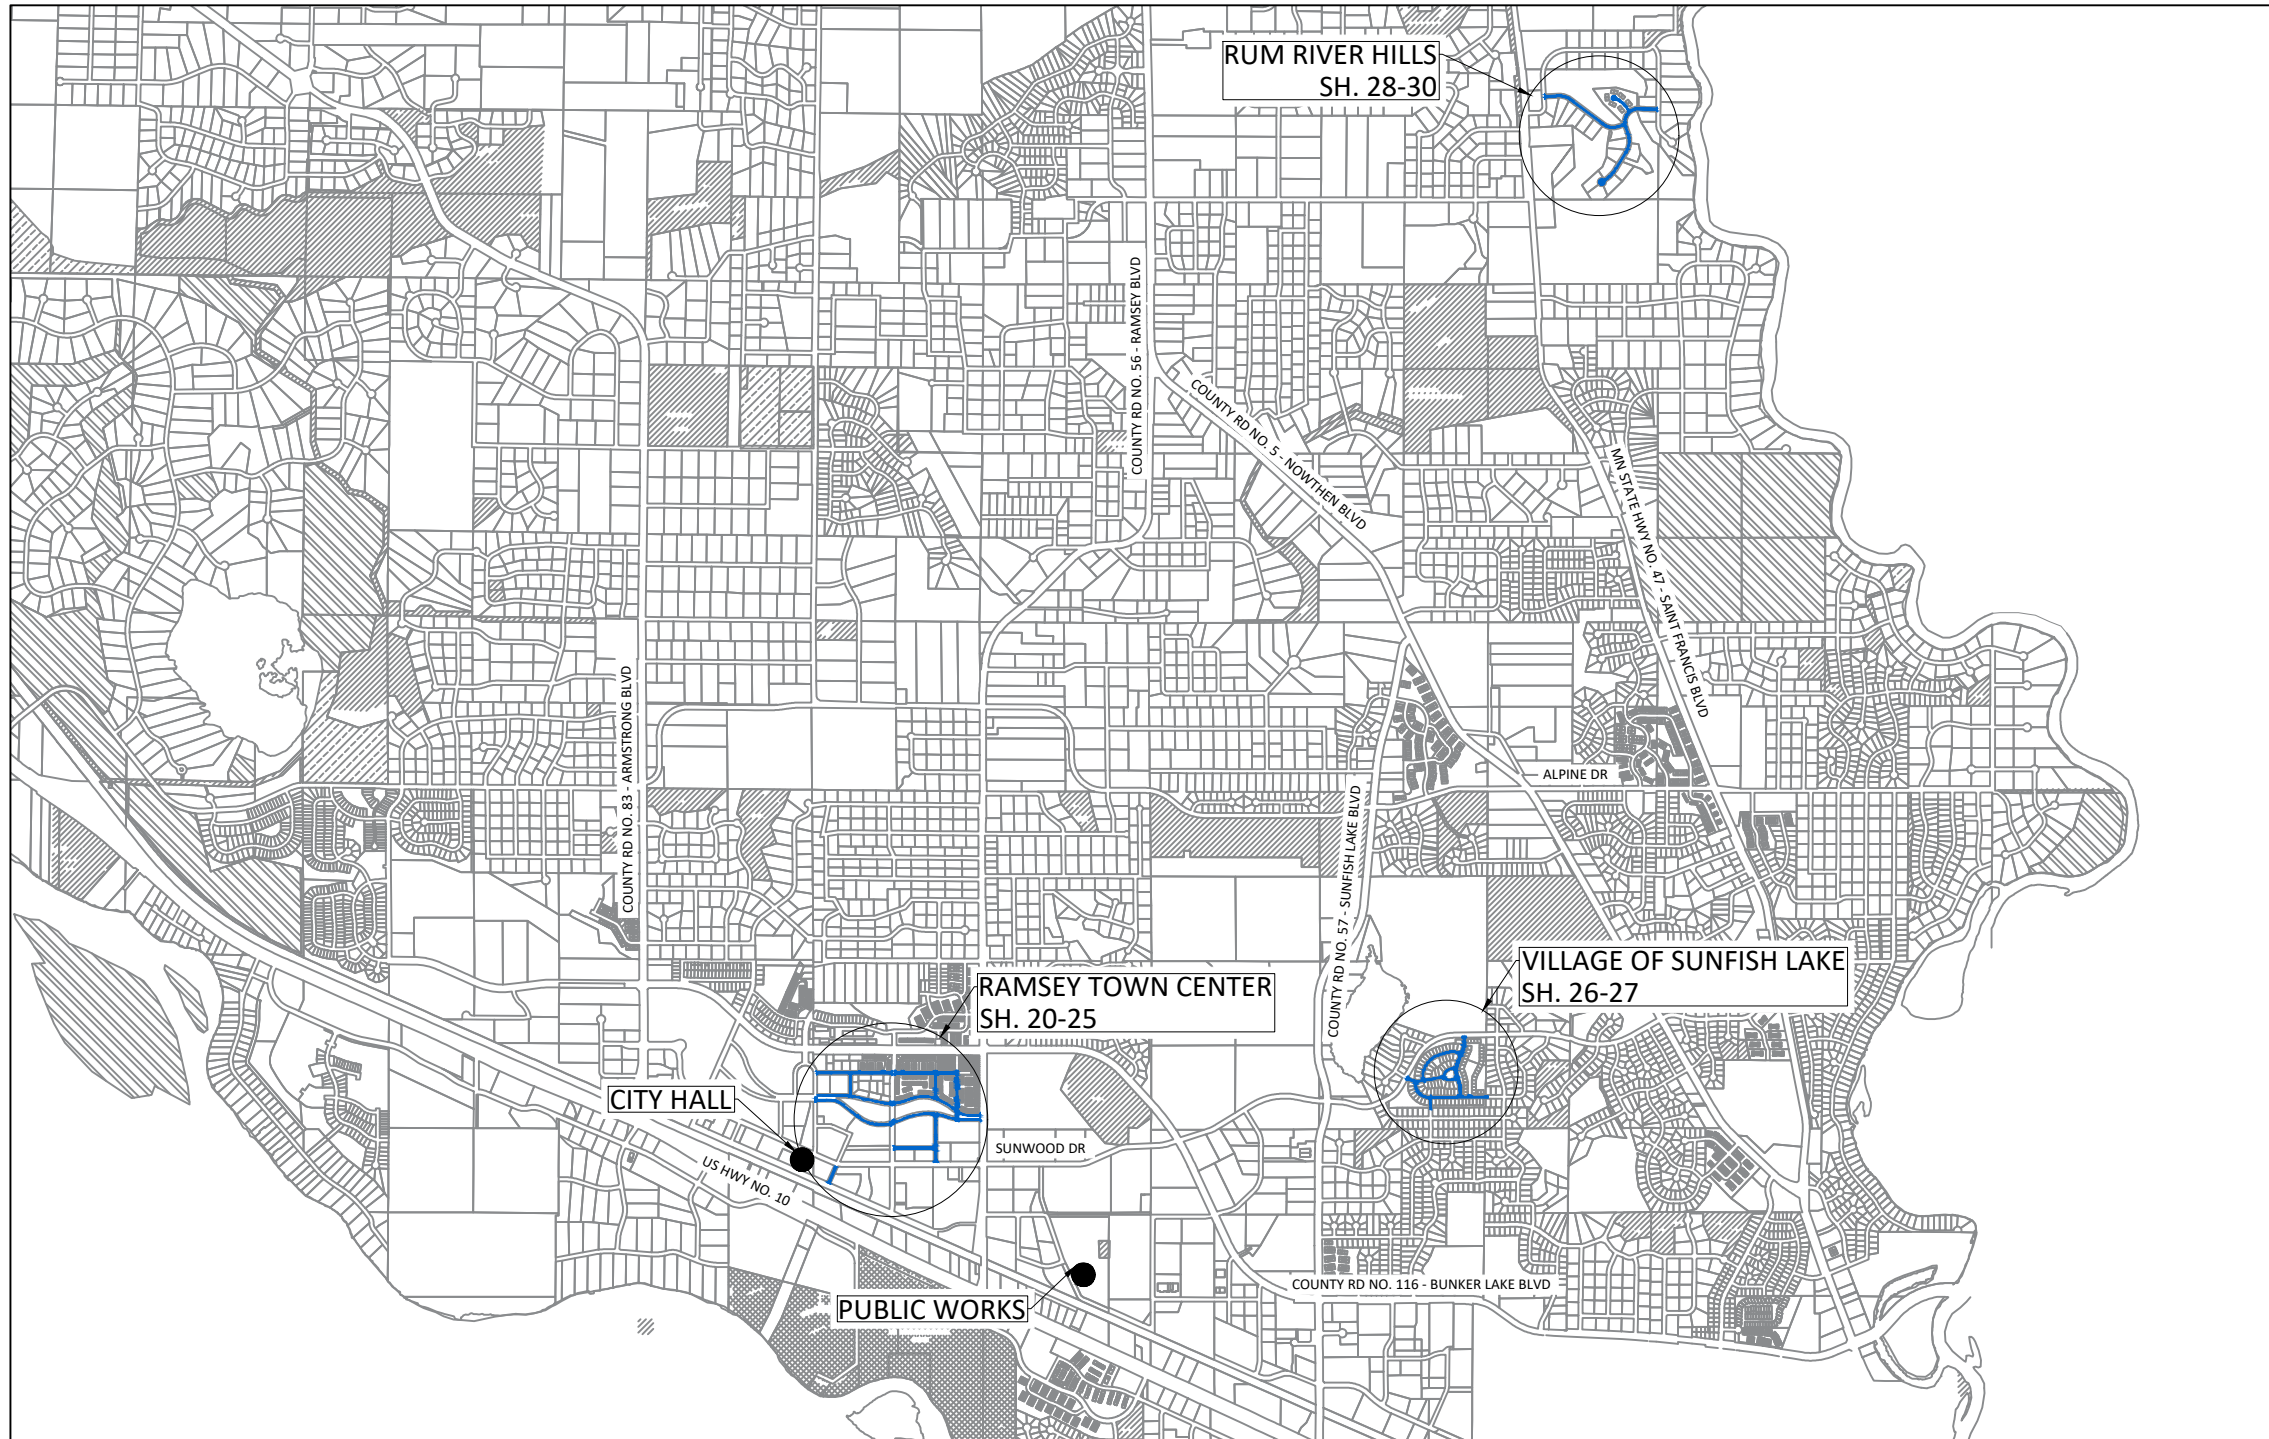 RUM RIVER HILLS
SH. 28-30
COUNTY RD NO. 56 - RAMSEY BLVD
COUNTY RD NO. 5 - NOWTHEN BLVD
MN STATE HWY NO. 47 - SAINT FRANCIS BLVD
COUNTY RD NO. 83 - ARMSTRONG BLVD
ALPINE DR
COUNTY RD NO. 57 - SUNFISH LAKE BLVD
VILLAGE OF SUNFISH LAKE
SH. 26-27
RAMSEY TOWN CENTER
SH. 20-25
CITY HALL
SUNWOOD DR
US HWY NO. 10
COUNTY RD NO. 116 - BUNKER LAKE BLVD
PUBLIC WORKS